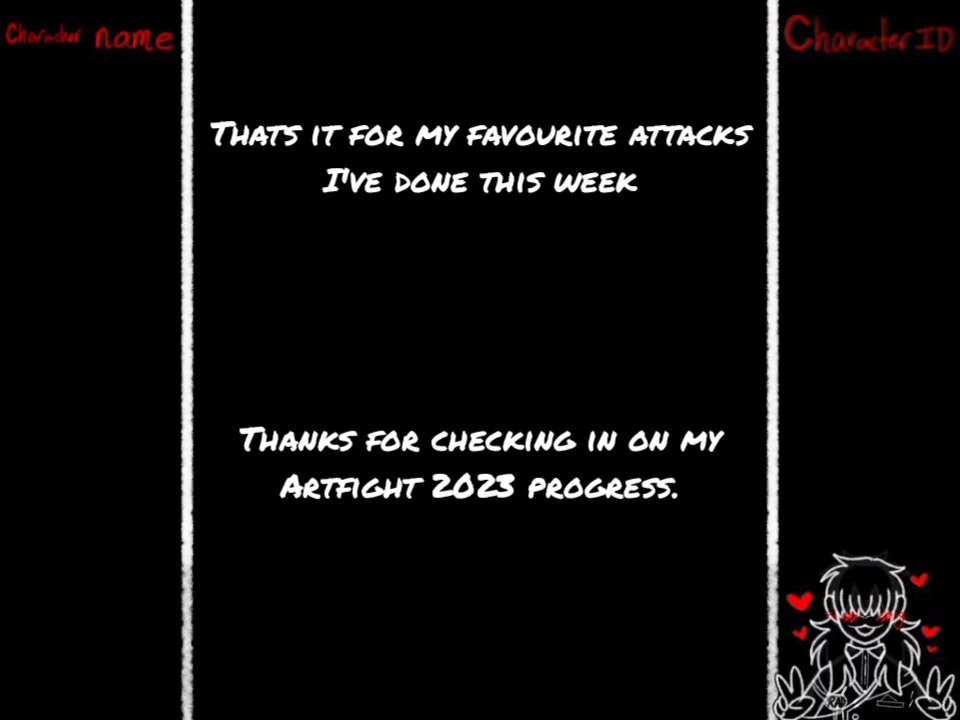 Character name
Character ID
Thats it for my favourite attacks
I've done this week
Thanks for checking in on my
Artfight 2023 progress.